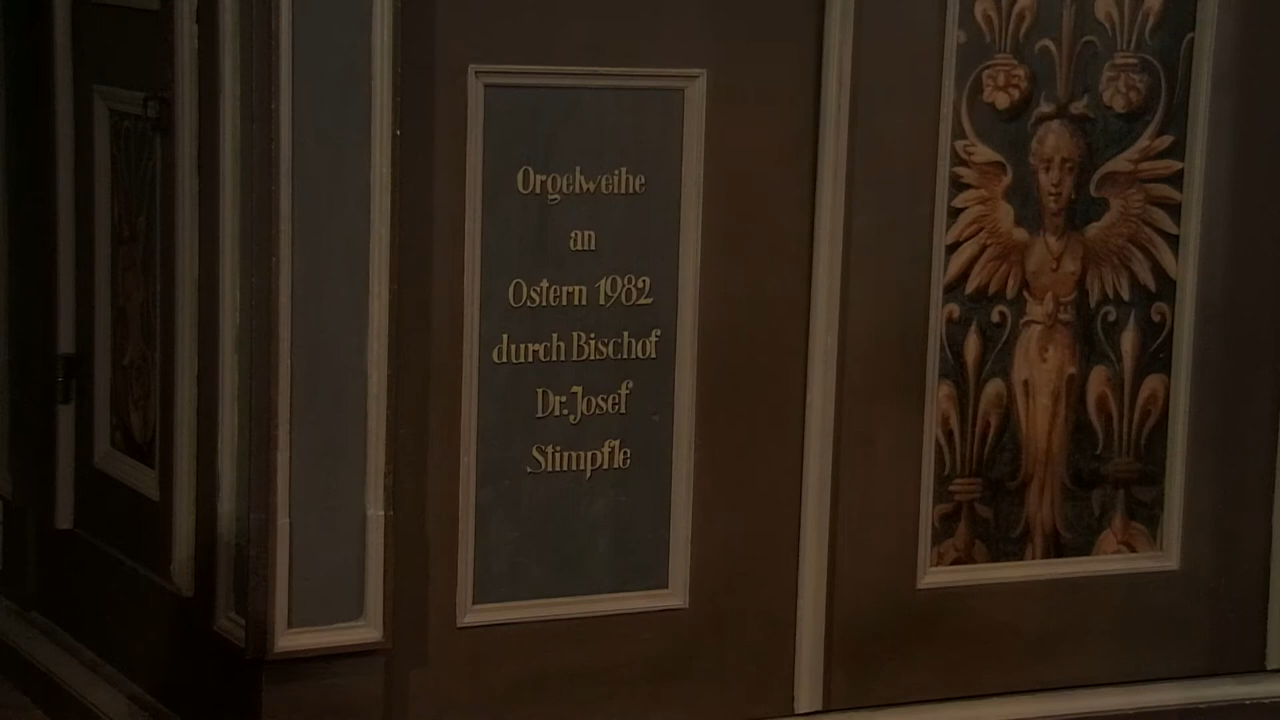 Orgelweihe
an
Ostern 1982
durch Bischof
Dr. Josef
Stimpfle